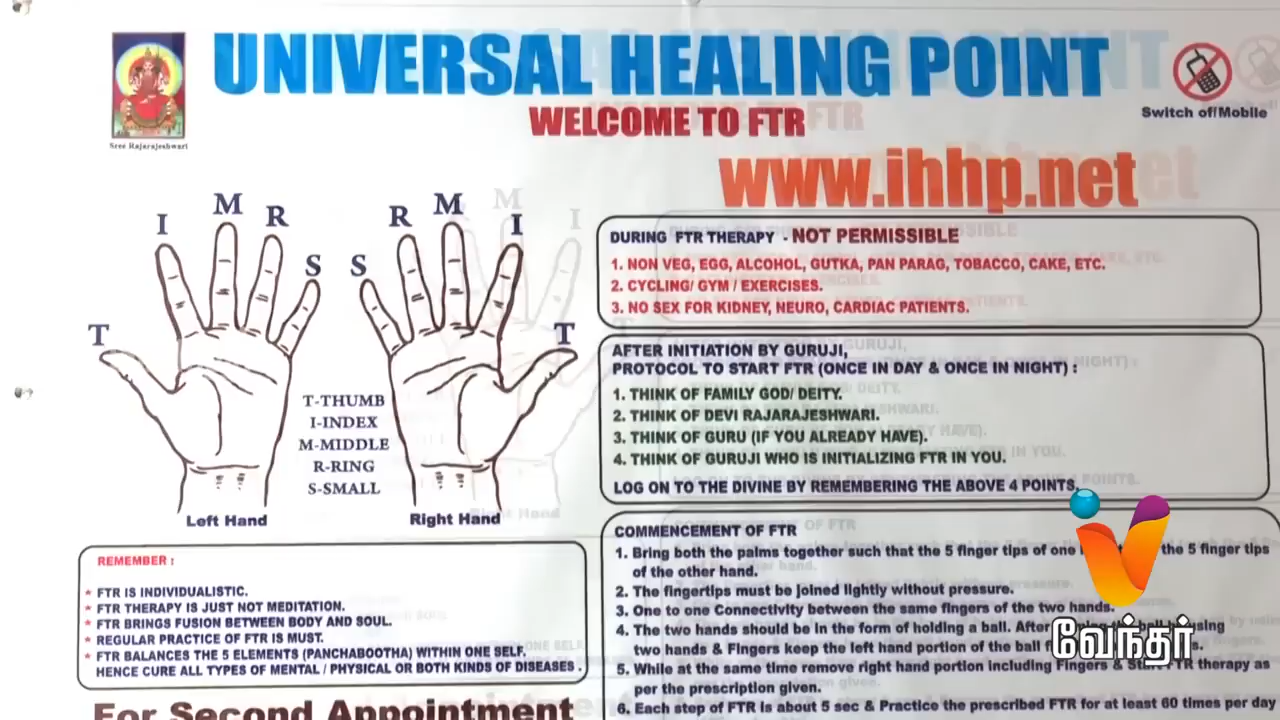 UNIVERSAL HEALING POINT
WELCOME TO FTR
www.ihhp.net
Sree Rajarajeshwari
Switch of/Mobile
I M R S
S R M I
T
T
T-THUMB
I-INDEX
M-MIDDLE
R-RING
S-SMALL
Left Hand
Right Hand
REMEMBER :
* FTR IS INDIVIDUALISTIC.
* FTR THERAPY IS JUST NOT MEDITATION.
* FTR BRINGS FUSION BETWEEN BODY AND SOUL.
* REGULAR PRACTICE OF FTR IS MUST.
* FTR BALANCES THE 5 ELEMENTS (PANCHABOOTHA) WITHIN ONE SELF.
HENCE CURE ALL TYPES OF MENTAL / PHYSICAL OR BOTH KINDS OF DISEASES .
For Second Appointment
DURING FTR THERAPY - NOT PERMISSIBLE
1. NON VEG, EGG, ALCOHOL, GUTKA, PAN PARAG, TOBACCO, CAKE, ETC.
2. CYCLING/ GYM / EXERCISES.
3. NO SEX FOR KIDNEY, NEURO, CARDIAC PATIENTS.
AFTER INITIATION BY GURUJI,
PROTOCOL TO START FTR (ONCE IN DAY & ONCE IN NIGHT) :
1. THINK OF FAMILY GOD/ DEITY.
2. THINK OF DEVI RAJARAJESHWARI.
3. THINK OF GURU (IF YOU ALREADY HAVE).
4. THINK OF GURUJI WHO IS INITIALIZING FTR IN YOU.
LOG ON TO THE DIVINE BY REMEMBERING THE ABOVE 4 POINTS.
COMMENCEMENT OF FTR
1. Bring both the palms together such that the 5 finger tips of one the 5 finger tips
of the other hand.
2. The fingertips must be joined lightly without pressure.
3. One to one Connectivity between the same fingers of the two hands.
4. The two hands should be in the form of holding a ball. After ball by using
two hands & Fingers keep the left hand portion of the ball
5. While at the same time remove right hand portion including Fingers & Start FTR therapy as
per the prescription given.
6. Each step of FTR is about 5 sec & Practice the prescribed FTR for at least 60 times per day
வேந்தர்